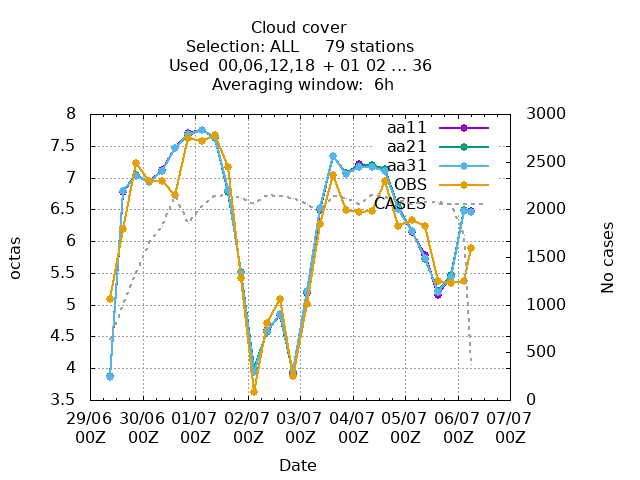 Cloud cover
Selection: ALL 79 stations
Used 00,06,12,18 + 01 02 ... 36
Averaging window: 6h
8 3000
7.5 2500
7 2000
6.5 1500
6 1000
5.5 500
5 0
4.5
4
3.5
octas
No cases
aa11
aa21
aa31
OBS
CASES
29/06 30/06 01/07 02/07 03/07 04/07 05/07 06/07 07/07
00Z 00Z 00Z 00Z 00Z 00Z 00Z 00Z 00Z
Date